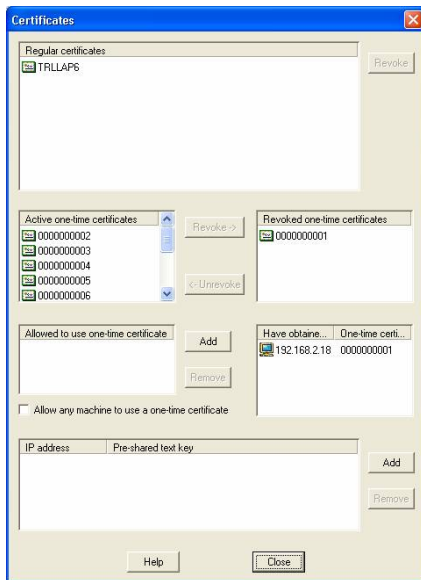 Certificates
Regular certificates
TRLLAP6
Revoke
Active one-time certificates
0000000002
0000000003
0000000004
0000000005
0000000006
Revoke ->
<- Unrevoke
Revoked one-time certificates
0000000001
Allowed to use one-time certificate
Add
Remove
Have obtaine... One-time certi...
192.168.2.18 0000000001
Allow any machine to use a one-time certificate
IP address Pre-shared text key
Add
Remove
Help Close